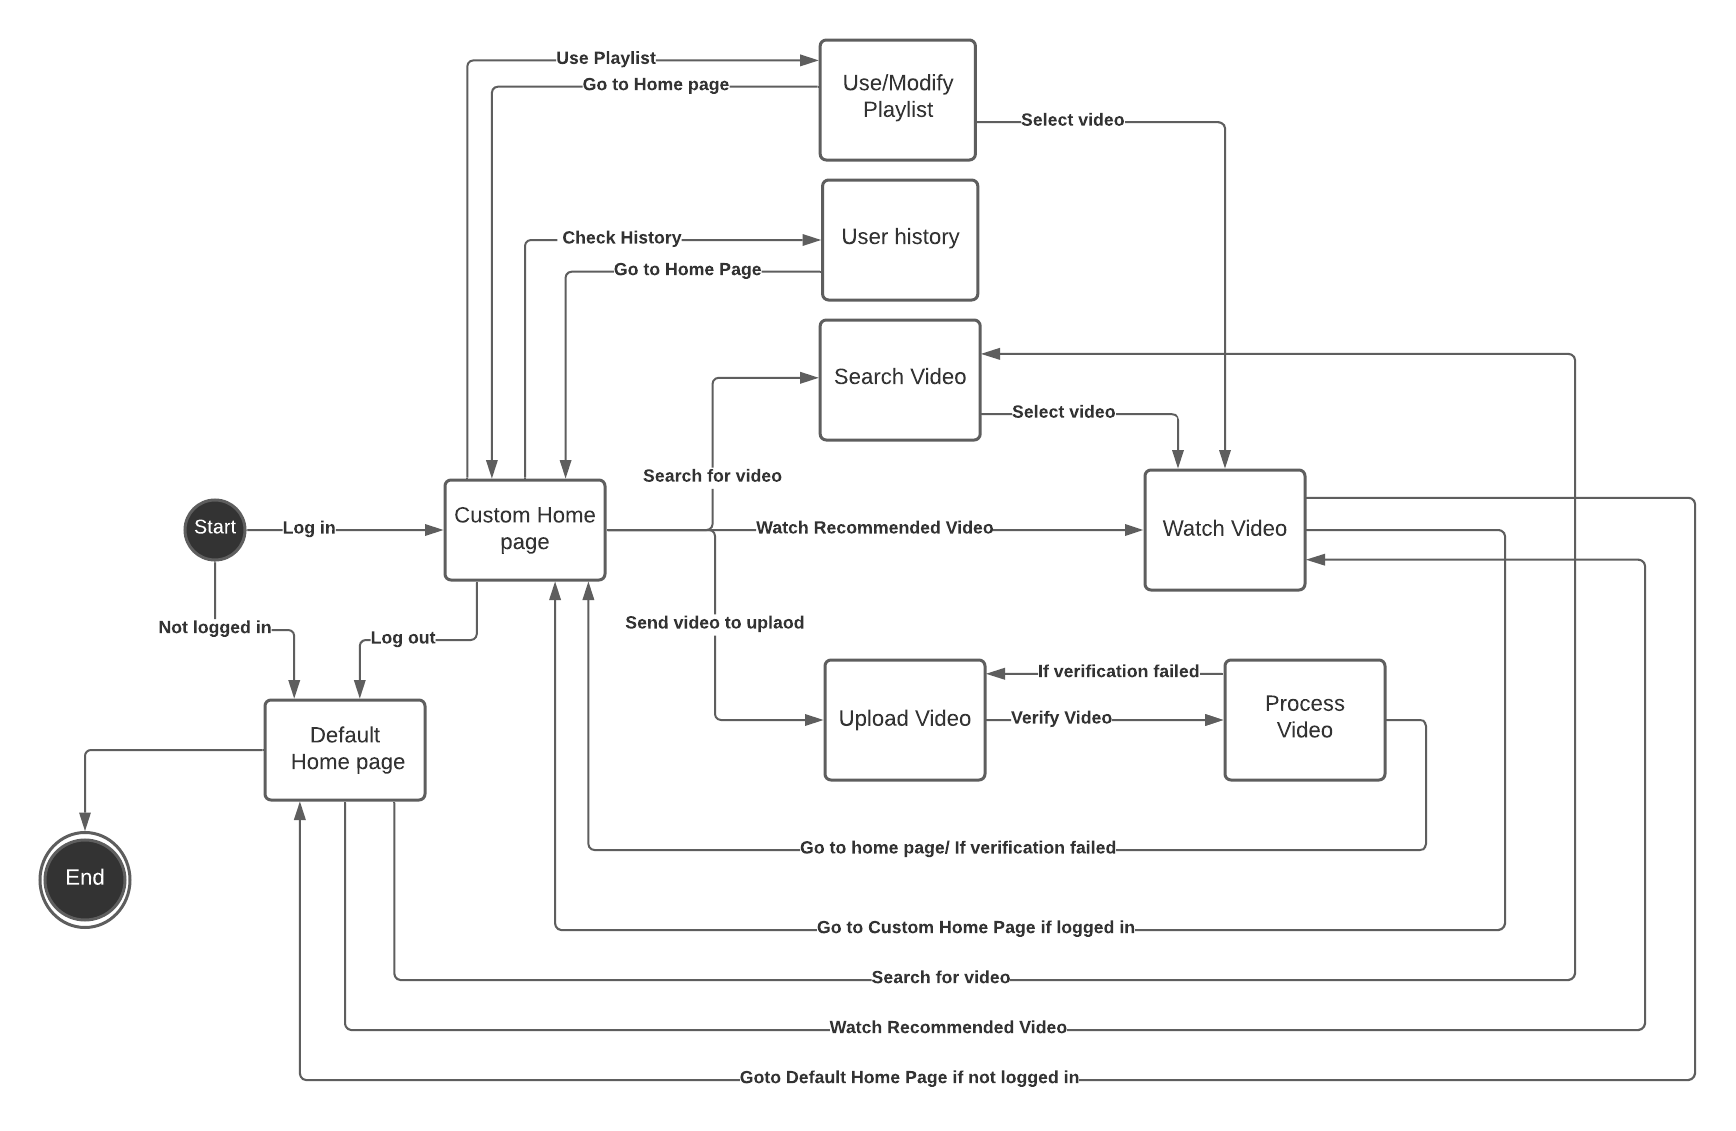 Use Playlist
Go to Home page
Use/Modify
Playlist
Select video
Check History
User history
Go to Home Page
Search Video
Select video
Search for video
Start
Log in
Custom Home
page
Watch Recommended Video
Watch Video
Not logged in
Log out
Send video to uplaod
If verification failed
Default
Home page
Upload Video
Verify Video
Process
Video
Go to home page/ If verification failed
End
Go to Custom Home Page if logged in
Search for video
Watch Recommended Video
Goto Default Home Page if not logged in